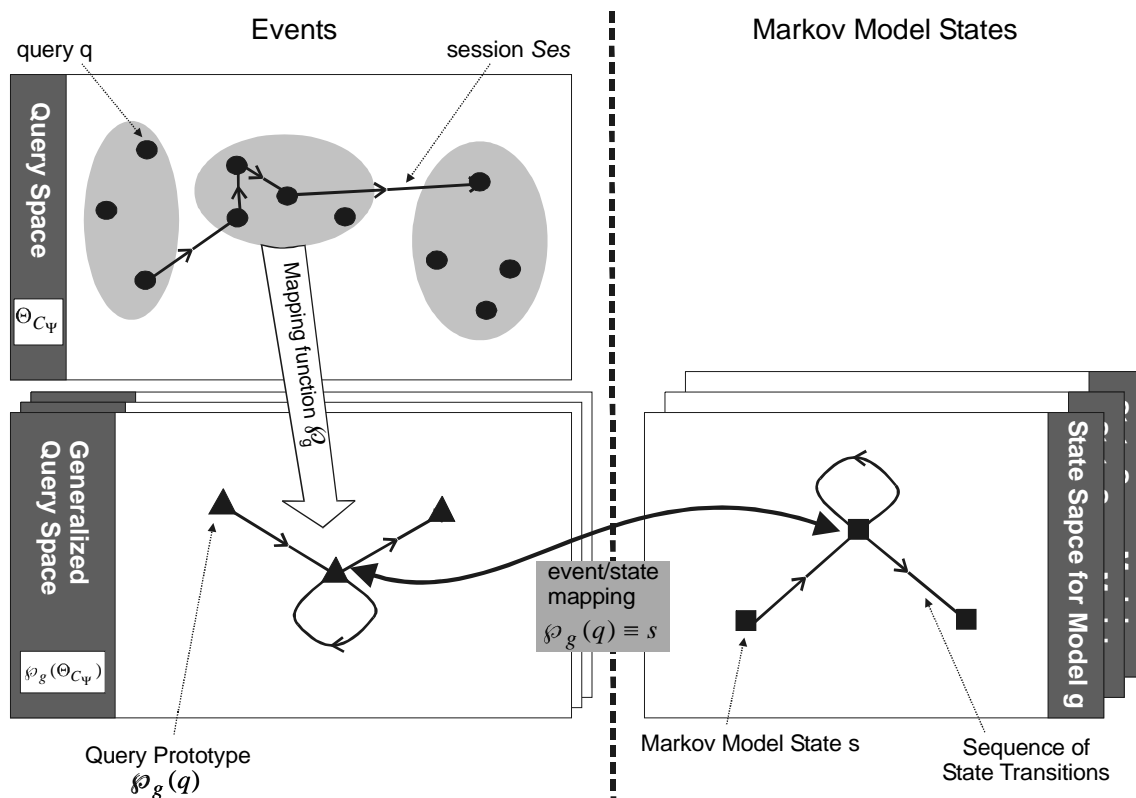 Events
Markov Model States
query q
session Ses
Query Space
Θ_{C_Ψ}
Mapping function ℘_g
Generalized
Query Space
℘_g(Θ_{C_Ψ})
event/state
mapping
℘_g(q) ≡ s
State Sapce for Model g
Query Prototype
℘_g(q)
Markov Model State s
Sequence of
State Transitions